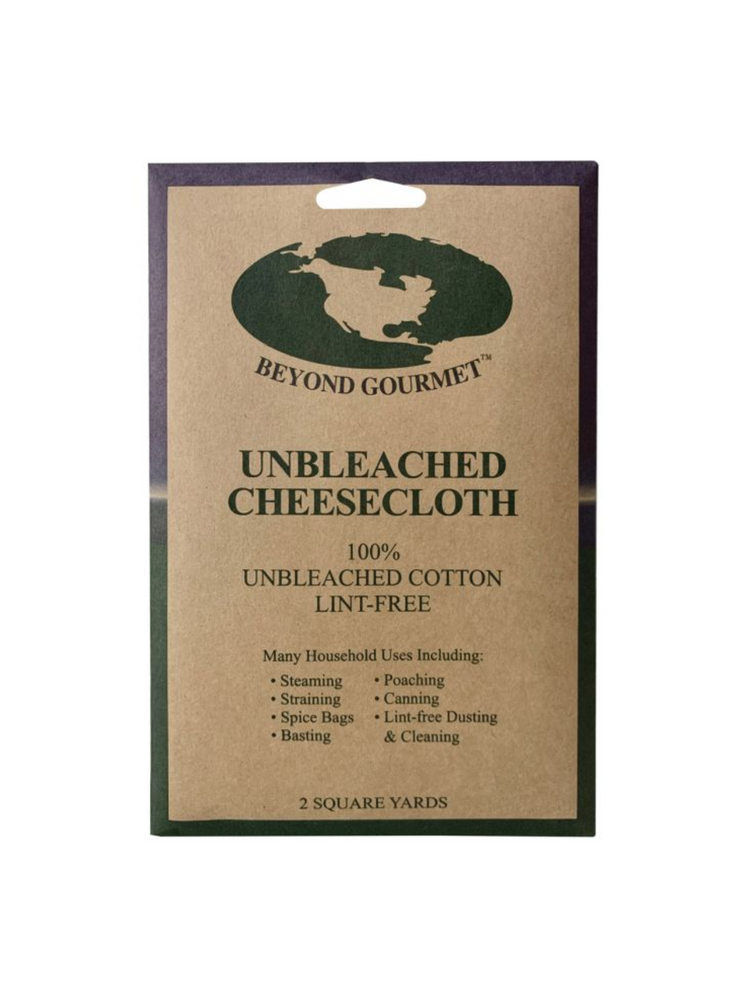 BEYOND GOURMET™
UNBLEACHED
CHEESECLOTH
100%
UNBLEACHED COTTON
LINT-FREE
Many Household Uses Including:
• Steaming
• Straining
• Spice Bags
• Basting
• Poaching
• Canning
• Lint-free Dusting
& Cleaning
2 SQUARE YARDS